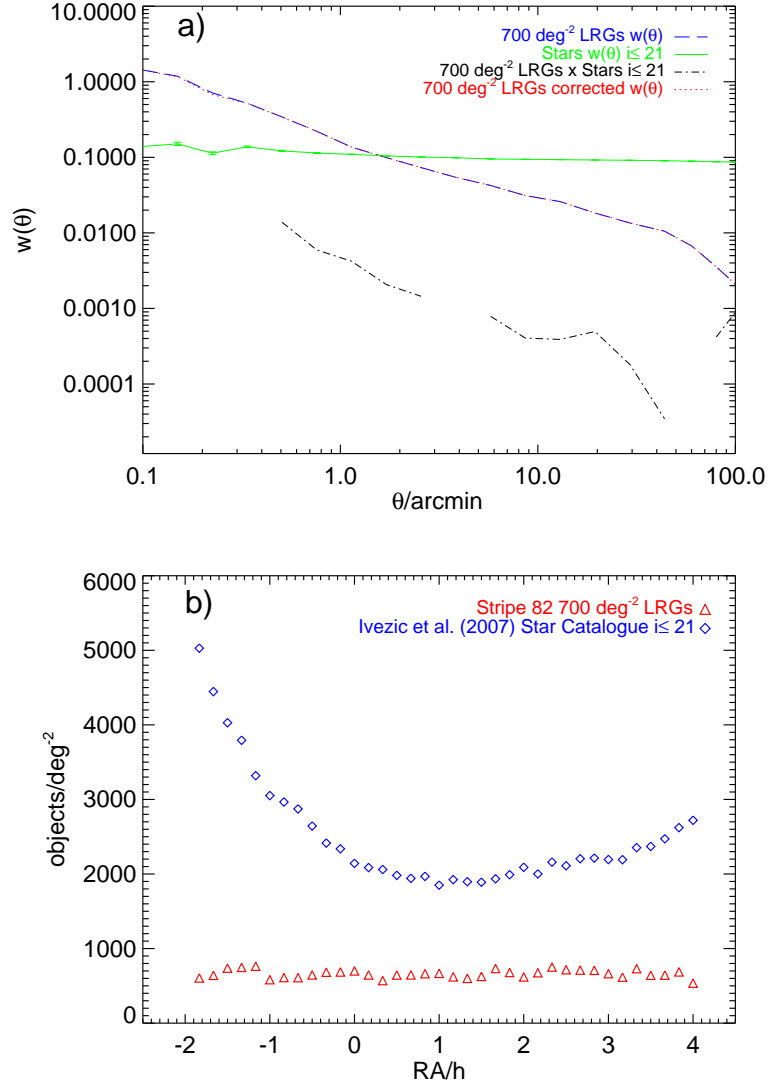 a)
700 deg⁻² LRGs w(θ)
Stars w(θ) i≤ 21
700 deg⁻² LRGs x Stars i≤ 21
700 deg⁻² LRGs corrected w(θ)
1.0000
0.1000
0.0100
0.0010
0.0001
w(θ)
0.1 1.0 10.0 100.0
θ/arcmin
b)
Stripe 82 700 deg⁻² LRGs
Ivezic et al. (2007) Star Catalogue i≤ 21
6000
5000
4000
3000
2000
1000
0
objects/deg⁻²
-2 -1 0 1 2 3 4
RA/h